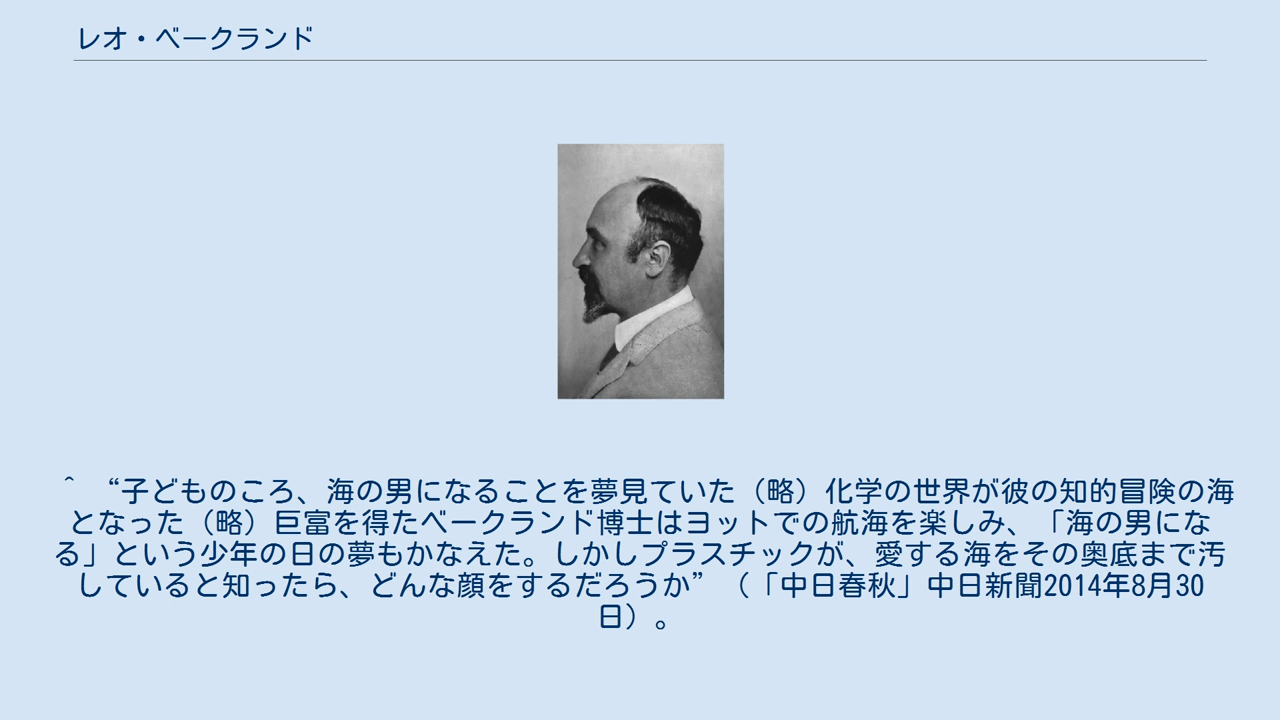 レオ・ベークランド
^　“子どものころ、海の男になることを夢見ていた（略）化学の世界が彼の知的冒険の海
となった（略）巨富を得たベークランド博士はヨットでの航海を楽しみ、「海の男にな
る」という少年の日の夢もかなえた。しかしプラスチックが、愛する海をその奥底まで汚
していると知ったら、どんな顔をするだろうか”（「中日春秋」中日新聞2014年8月30
日）。